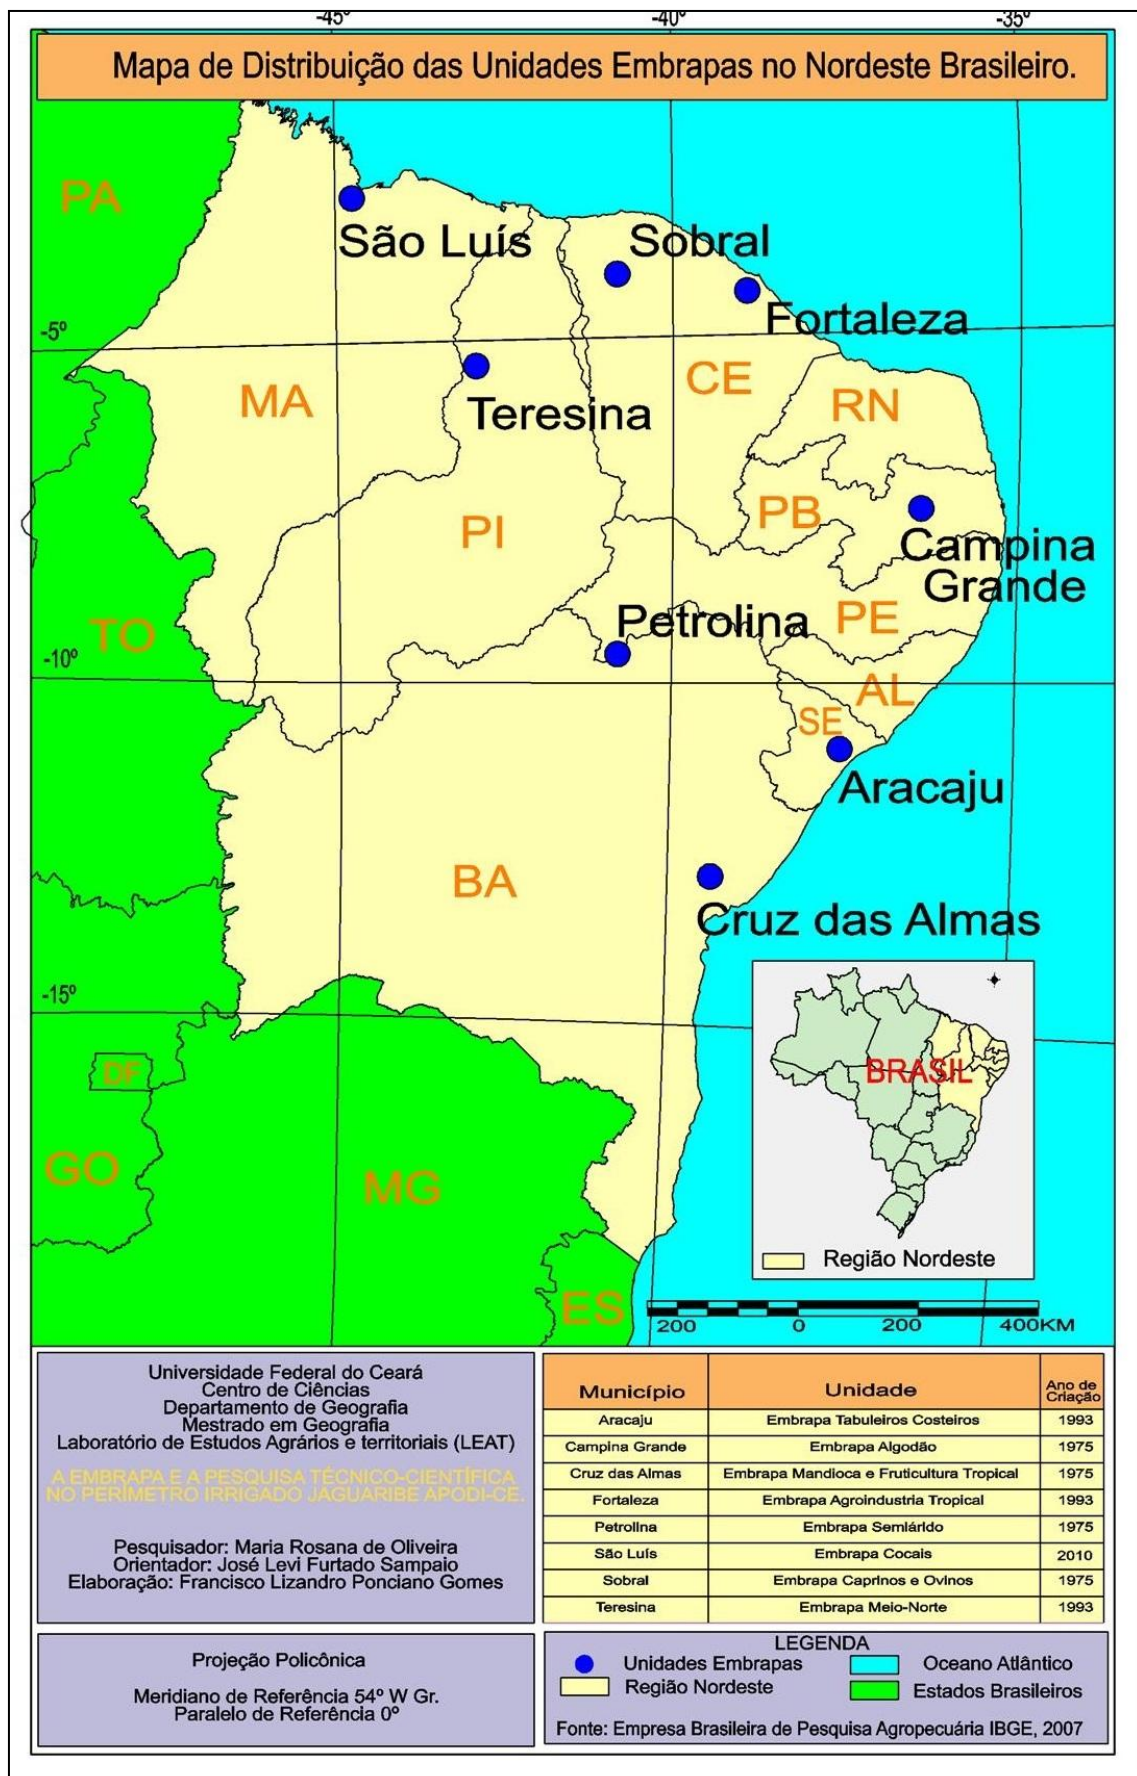 -45º -40º -35º
Mapa de Distribuição das Unidades Embrapas no Nordeste Brasileiro.
PA
São Luís
Sobral
Fortaleza
-5º
MA
Teresina
CE
RN
PI
PB
Campina
Grande
TO
Petrolina
PE
-10º
AL
SE
Aracaju
BA
Cruz das Almas
-15º
DF
BRASIL
GO
MG
Região Nordeste
ES
200 0 200 400KM
Universidade Federal do Ceará
Centro de Ciências
Departamento de Geografia
Mestrado em Geografia
Laboratório de Estudos Agrários e territoriais (LEAT)
A EMBRAPA E A PESQUISA TÉCNICO-CIENTÍFICA
NO PERÍMETRO IRRIGADO JAGUARIBE APODI-CE.
Pesquisador: Maria Rosana de Oliveira
Orientador: José Levi Furtado Sampaio
Elaboração: Francisco Lizandro Ponciano Gomes
Município Unidade Ano de Criação
Aracaju Embrapa Tabuleiros Costeiros 1993
Campina Grande Embrapa Algodão 1975
Cruz das Almas Embrapa Mandioca e Fruticultura Tropical 1975
Fortaleza Embrapa Agroindustria Tropical 1993
Petrolina Embrapa Semiárido 1975
São Luís Embrapa Cocais 2010
Sobral Embrapa Caprinos e Ovinos 1975
Teresina Embrapa Meio-Norte 1993
Projeção Policônica
Meridiano de Referência 54º W Gr.
Paralelo de Referência 0º
LEGENDA
Unidades Embrapas Oceano Atlântico
Região Nordeste Estados Brasileiros
Fonte: Empresa Brasileira de Pesquisa Agropecuária IBGE, 2007